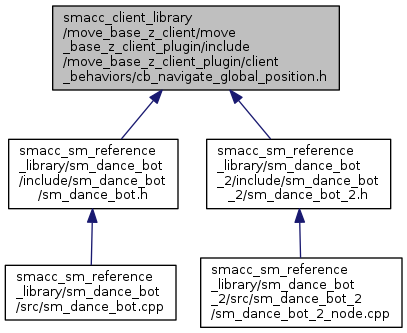 smacc_client_library
/move_base_z_client/move
_base_z_client_plugin/include
/move_base_z_client_plugin/client
_behaviors/cb_navigate_global_position.h
smacc_sm_reference
_library/sm_dance_bot
/include/sm_dance_bot
/sm_dance_bot.h
smacc_sm_reference
_library/sm_dance_bot
_2/include/sm_dance_bot
_2/sm_dance_bot_2.h
smacc_sm_reference
_library/sm_dance_bot
/src/sm_dance_bot.cpp
smacc_sm_reference
_library/sm_dance_bot
_2/src/sm_dance_bot_2
/sm_dance_bot_2_node.cpp